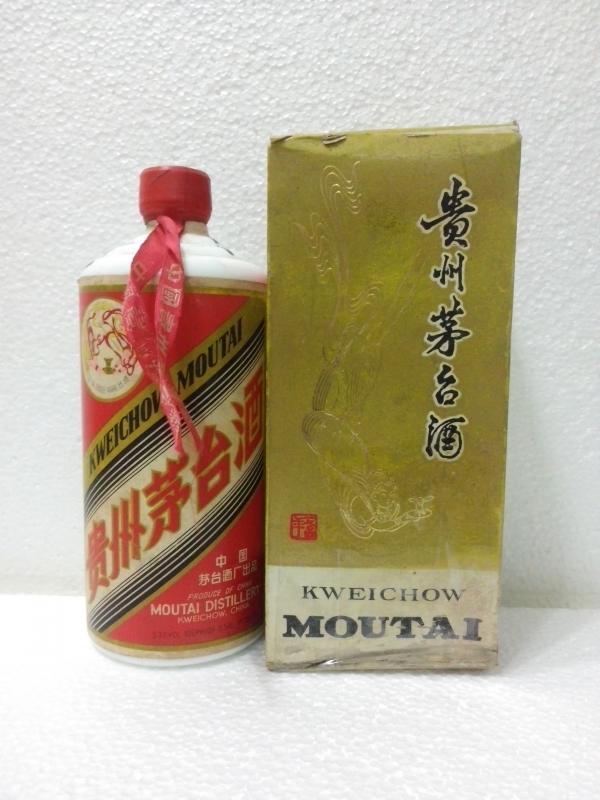 KWEICHOW MOUTAI
贵州茅台酒
中国
茅台酒厂出品
PRODUCE OF CHINA
MOUTAI DISTILLERY
KWEICHOW, CHINA
貴州茅台酒
KWEICHOW
MOUTAI